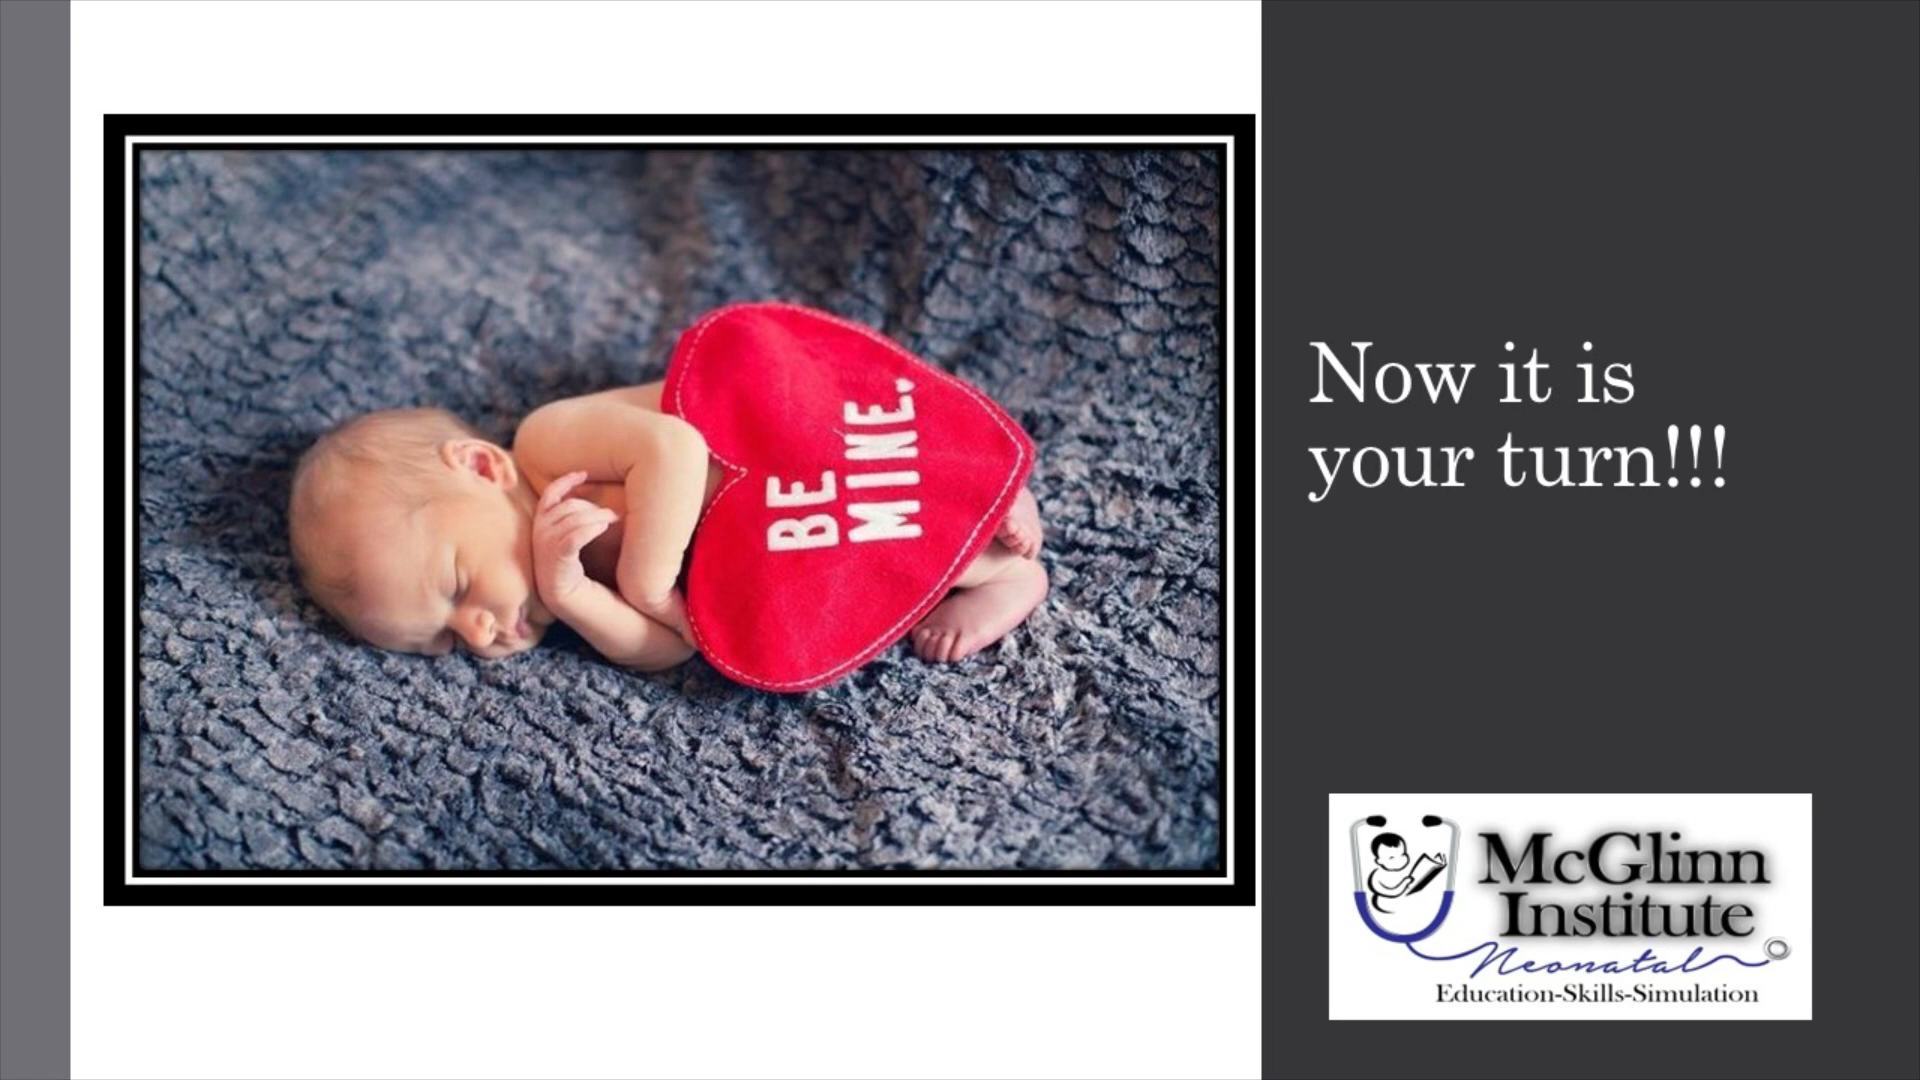 BE
MINE.
Now it is
your turn!!!
McGlinn
Institute
Neonatal
Education-Skills-Simulation